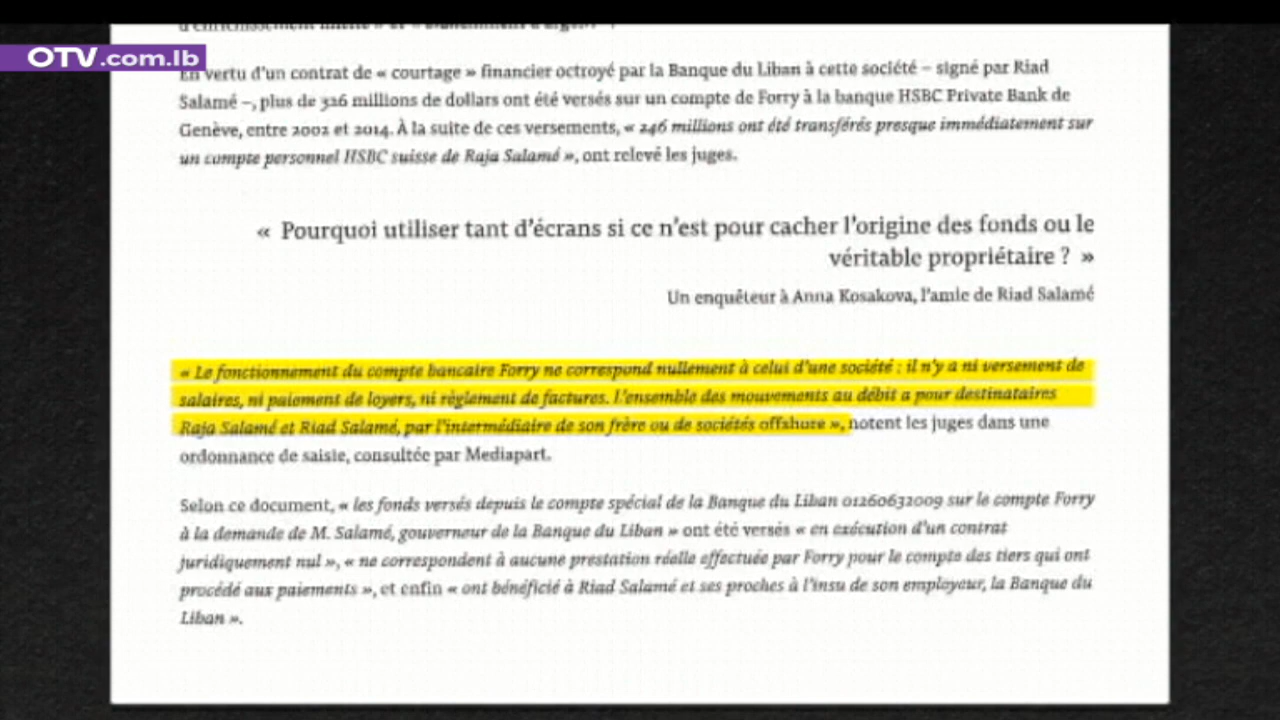 OTV.com.lb
En vertu d'un contrat de « courtage » financier octroyé par la Banque du Liban à cette société – signé par Riad
Salamé –, plus de 326 millions de dollars ont été versés sur un compte de Forry à la banque HSBC Private Bank de
Genève, entre 2002 et 2014. À la suite de ces versements, « 246 millions ont été transférés presque immédiatement sur
un compte personnel HSBC suisse de Raja Salamé », ont relevé les juges.
« Pourquoi utiliser tant d'écrans si ce n'est pour cacher l'origine des fonds ou le
véritable propriétaire ? »
Un enquêteur à Anna Kosakova, l'amie de Riad Salamé
« Le fonctionnement du compte bancaire Forry ne correspond nullement à celui d'une société : il n'y a ni versement de
salaires, ni paiement de loyers, ni règlement de factures. L'ensemble des mouvements au débit a pour destinataires
Raja Salamé et Riad Salamé, par l'intermédiaire de son frère ou de sociétés offshore », notent les juges dans une
ordonnance de saisie, consultée par Mediapart.
Selon ce document, « les fonds versés depuis le compte spécial de la Banque du Liban 01260632009 sur le compte Forry
à la demande de M. Salamé, gouverneur de la Banque du Liban » ont été versés « en exécution d'un contrat
juridiquement nul », « ne correspondent à aucune prestation réelle effectuée par Forry pour le compte des tiers qui ont
procédé aux paiements », et enfin « ont bénéficié à Riad Salamé et ses proches à l'insu de son employeur, la Banque du
Liban ».